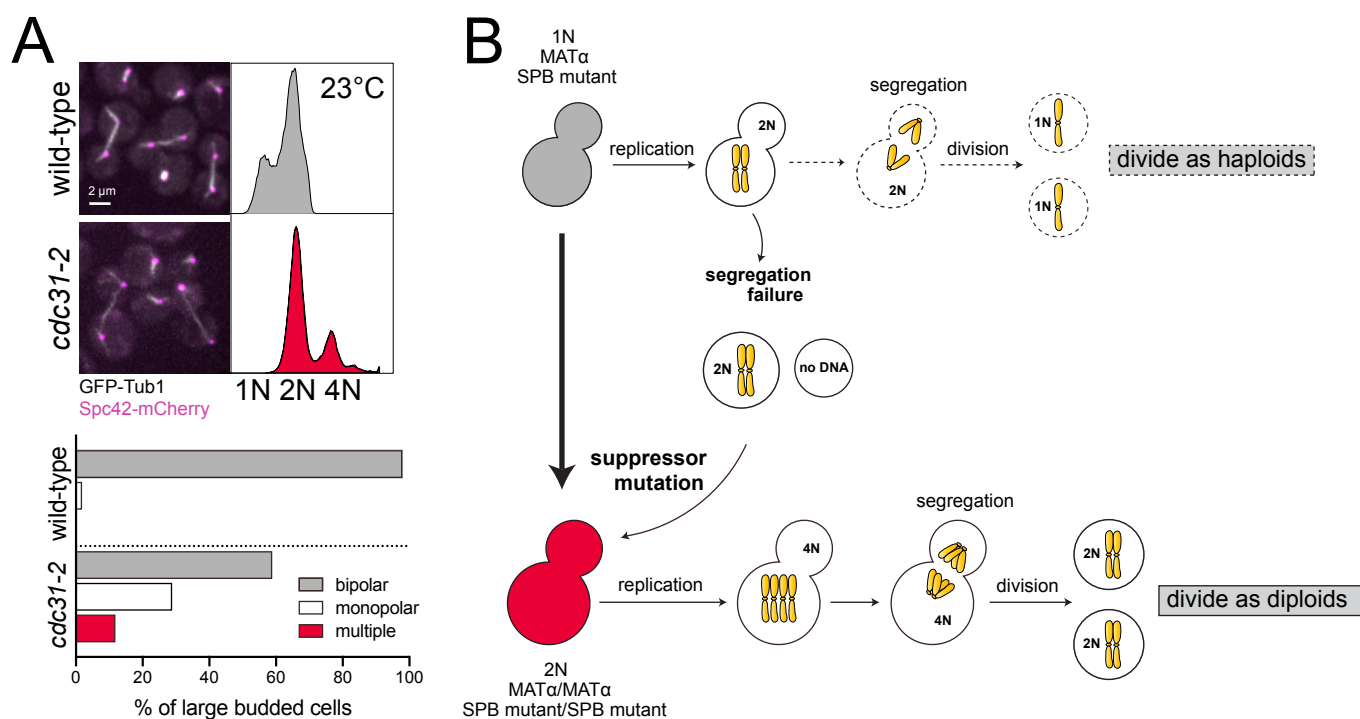 A
wild-type
23°C
2 µm
cdc31-2
GFP-Tub1
Spc42-mCherry
1N 2N 4N
wild-type
cdc31-2
bipolar
monopolar
multiple
0 20 40 60 80 100
% of large budded cells
B
1N
MATα
SPB mutant
replication
2N
segregation
2N
division
1N
1N
divide as haploids
segregation
failure
2N
no DNA
suppressor
mutation
2N
MATα/MATα
SPB mutant/SPB mutant
replication
4N
segregation
4N
division
2N
2N
divide as diploids